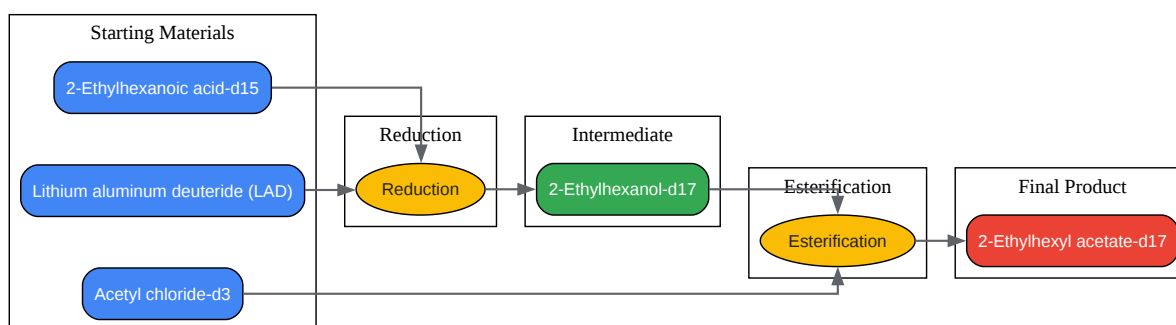 Starting Materials
2-Ethylhexanoic acid-d15
Lithium aluminum deuteride (LAD)
Acetyl chloride-d3
Reduction
Reduction
Intermediate
2-Ethylhexanol-d17
Esterification
Esterification
Final Product
2-Ethylhexyl acetate-d17